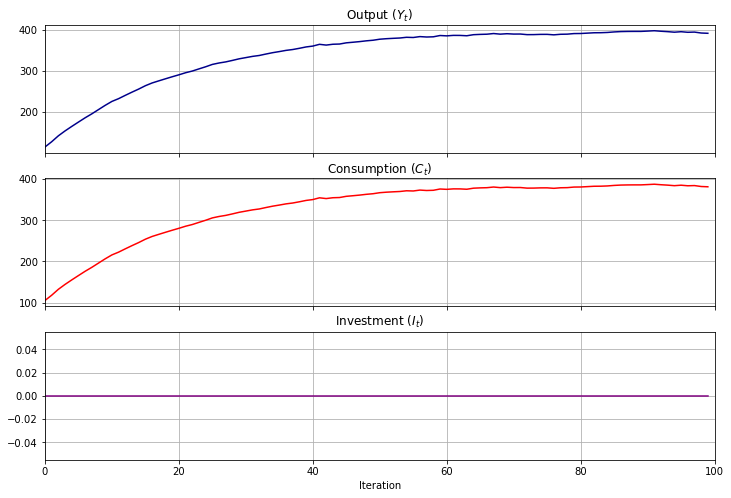 Output (Y_t)
400
300
200
Consumption (C_t)
400
300
200
100
Investment (I_t)
0.04
0.02
0.00
−0.02
−0.04
0 20 40 60 80 100
Iteration